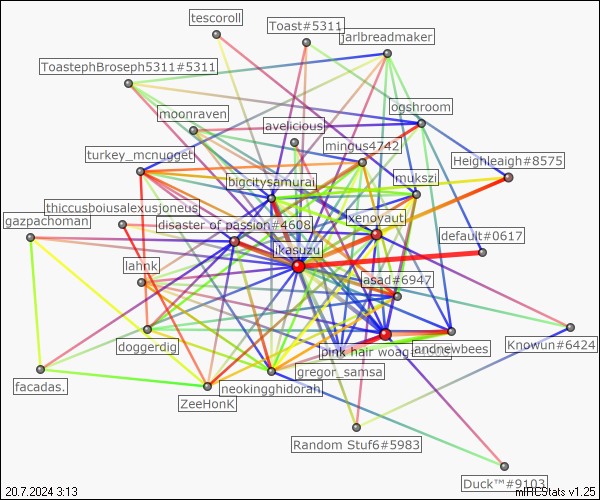 tescoroll
Toast#5311
jarlbreadmaker
ToastephBroseph5311#5311
ogshroom
moonraven
avelicious
mingus4742
turkey_mcnugget
Heighleaigh#8575
bigcitysamurai
mukszi
thiccusboiusalexusjoneus
gazpachoman
disaster of passion#4608
xenoyaut
default#0617
ikasuzu
lahnk
asad#6947
doggerdig
pink hair woag
andrewbees
Knowun#6424
gregor_samsa
facadas.
neokingghidorah
ZeeHonK
Random Stuf6#5983
Duck™#9103
20.7.2024 3:13
mIRCStats v1.25